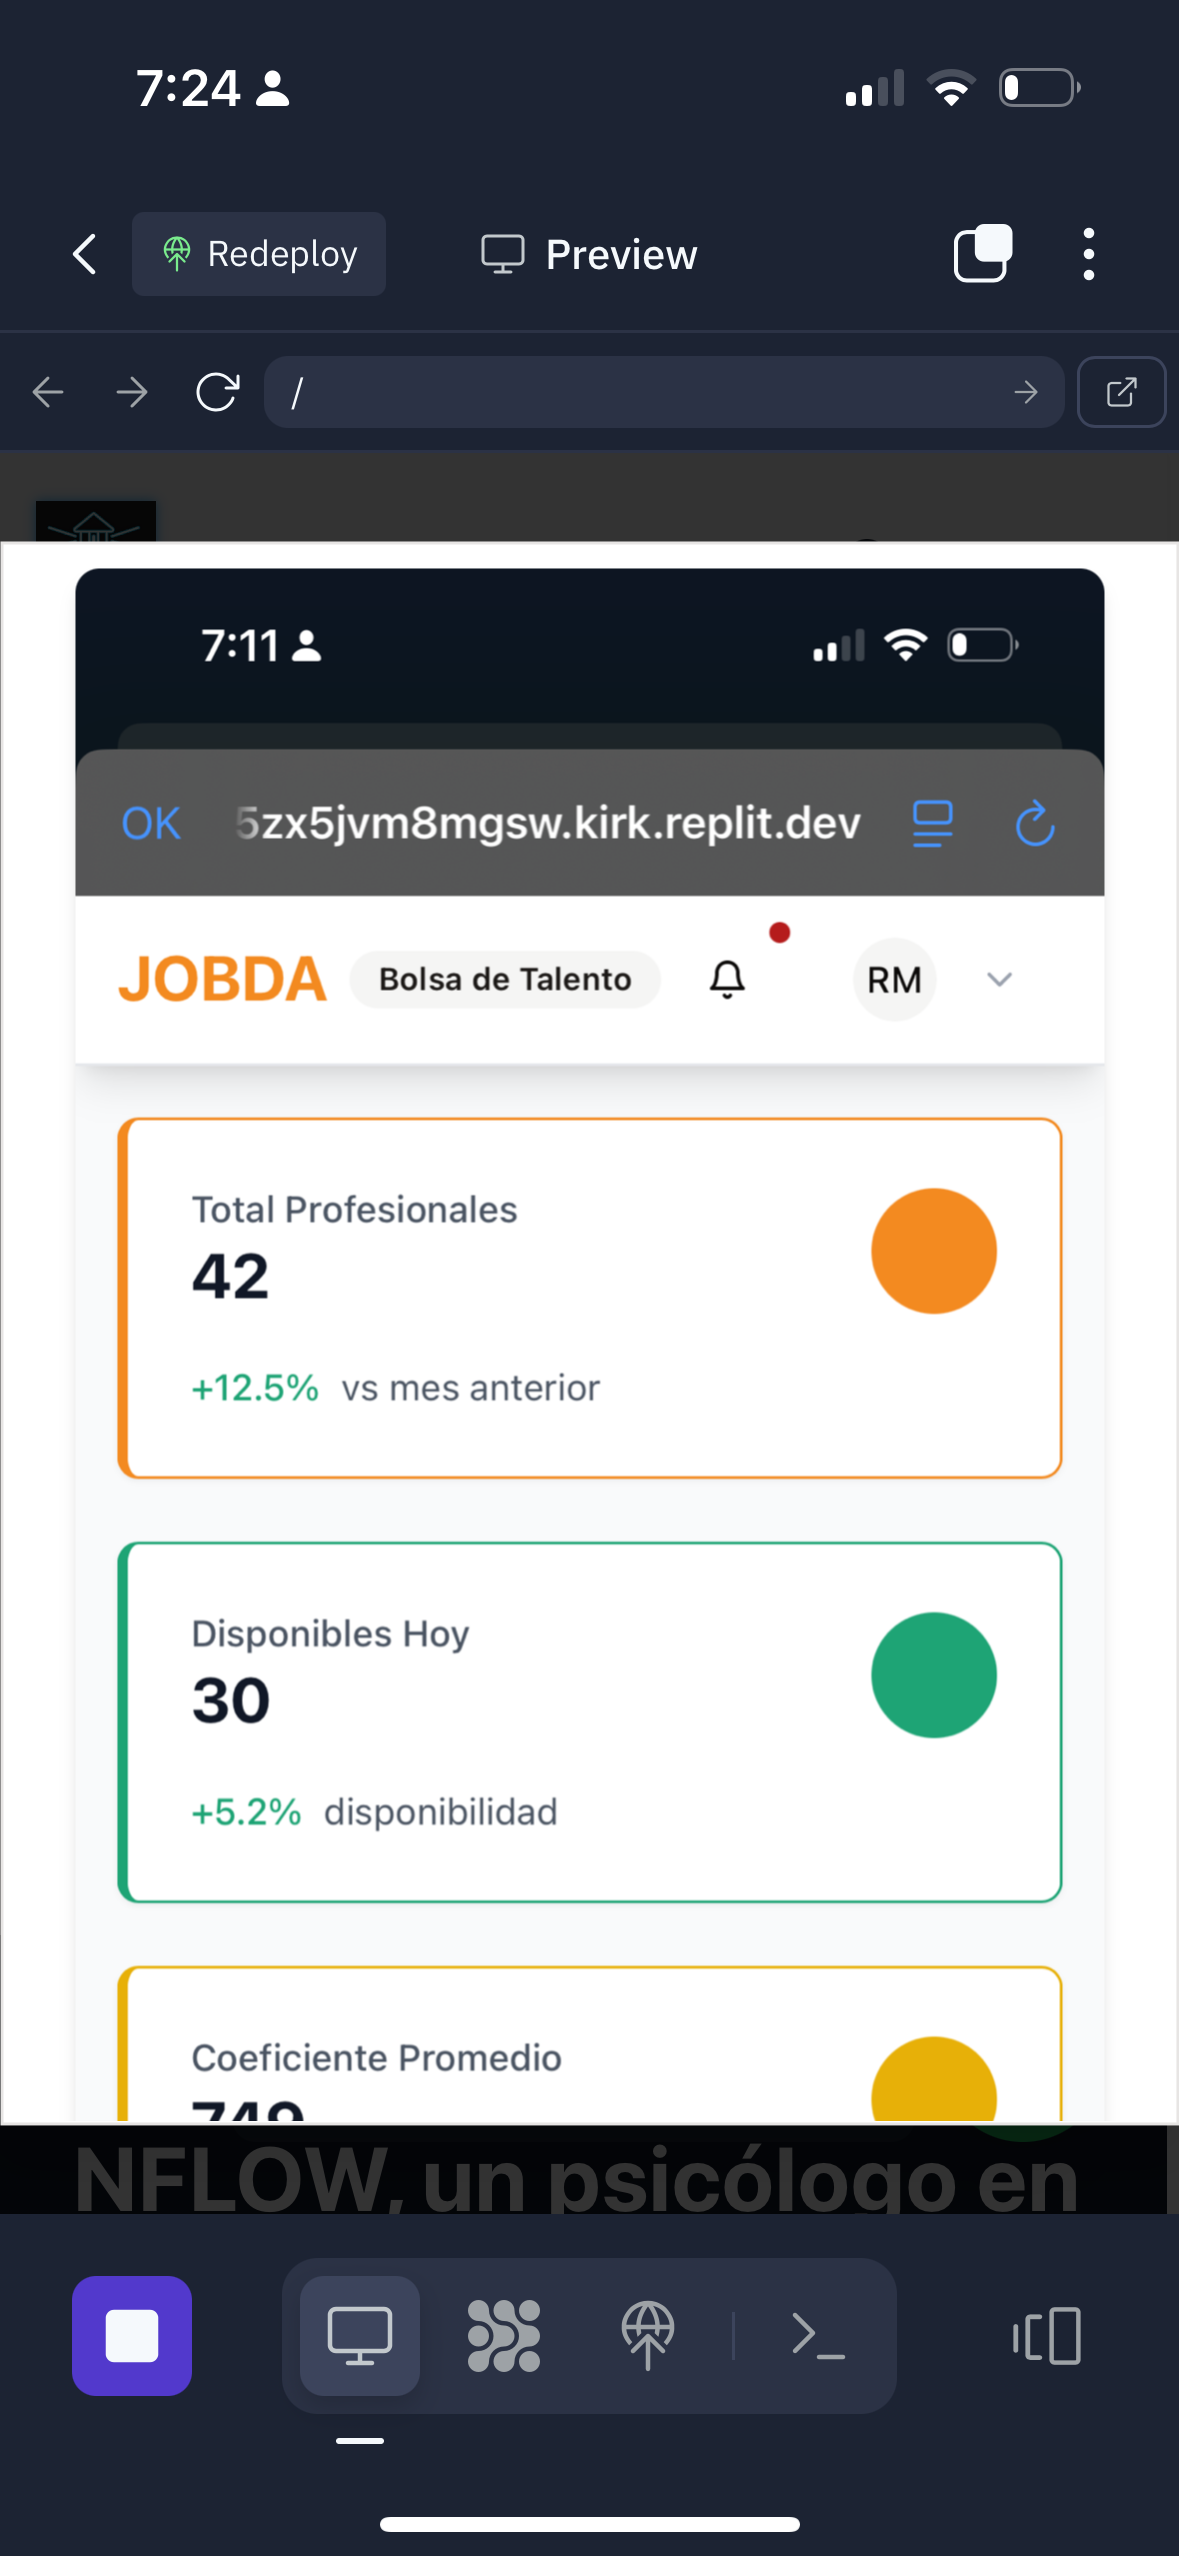 7:24
Redeploy
Preview
/
7:11
OK
5zx5jvm8mgsw.kirk.replit.dev
JOBDA
Bolsa de Talento
RM
Total Profesionales
42
+12.5% vs mes anterior
Disponibles Hoy
30
+5.2% disponibilidad
Coeficiente Promedio
749
NFLOW, un psicólogo en